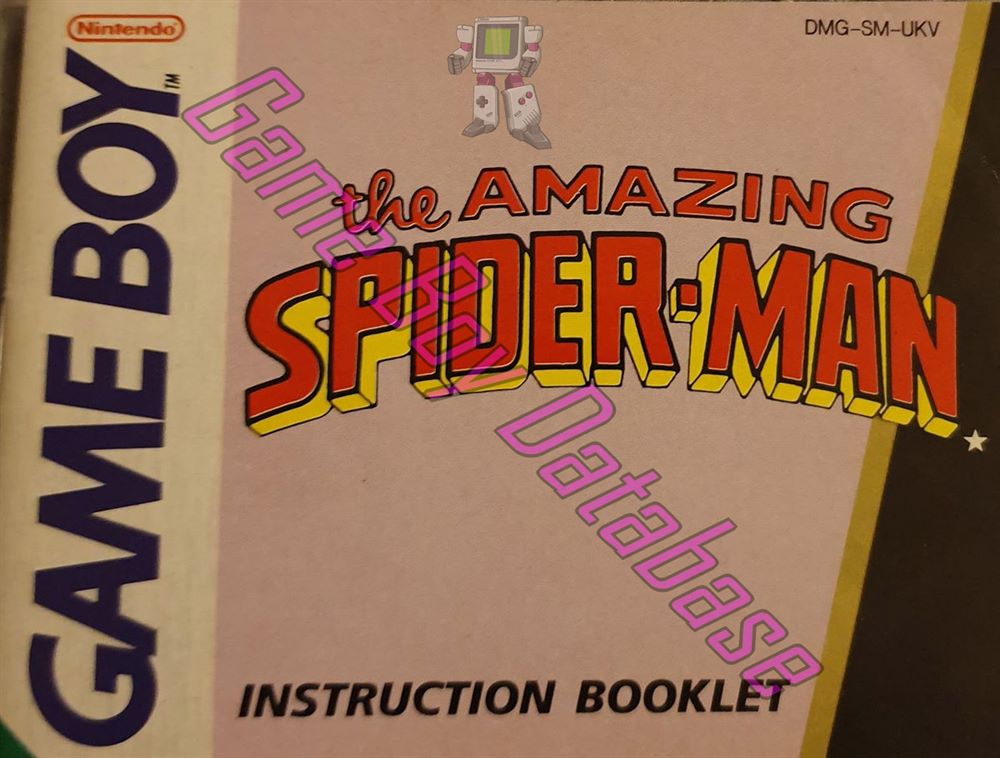 Nintendo
GAME BOY™
DMG-SM-UKV
the AMAZING
SPIDER-MAN
INSTRUCTION BOOKLET
Game Boy Database